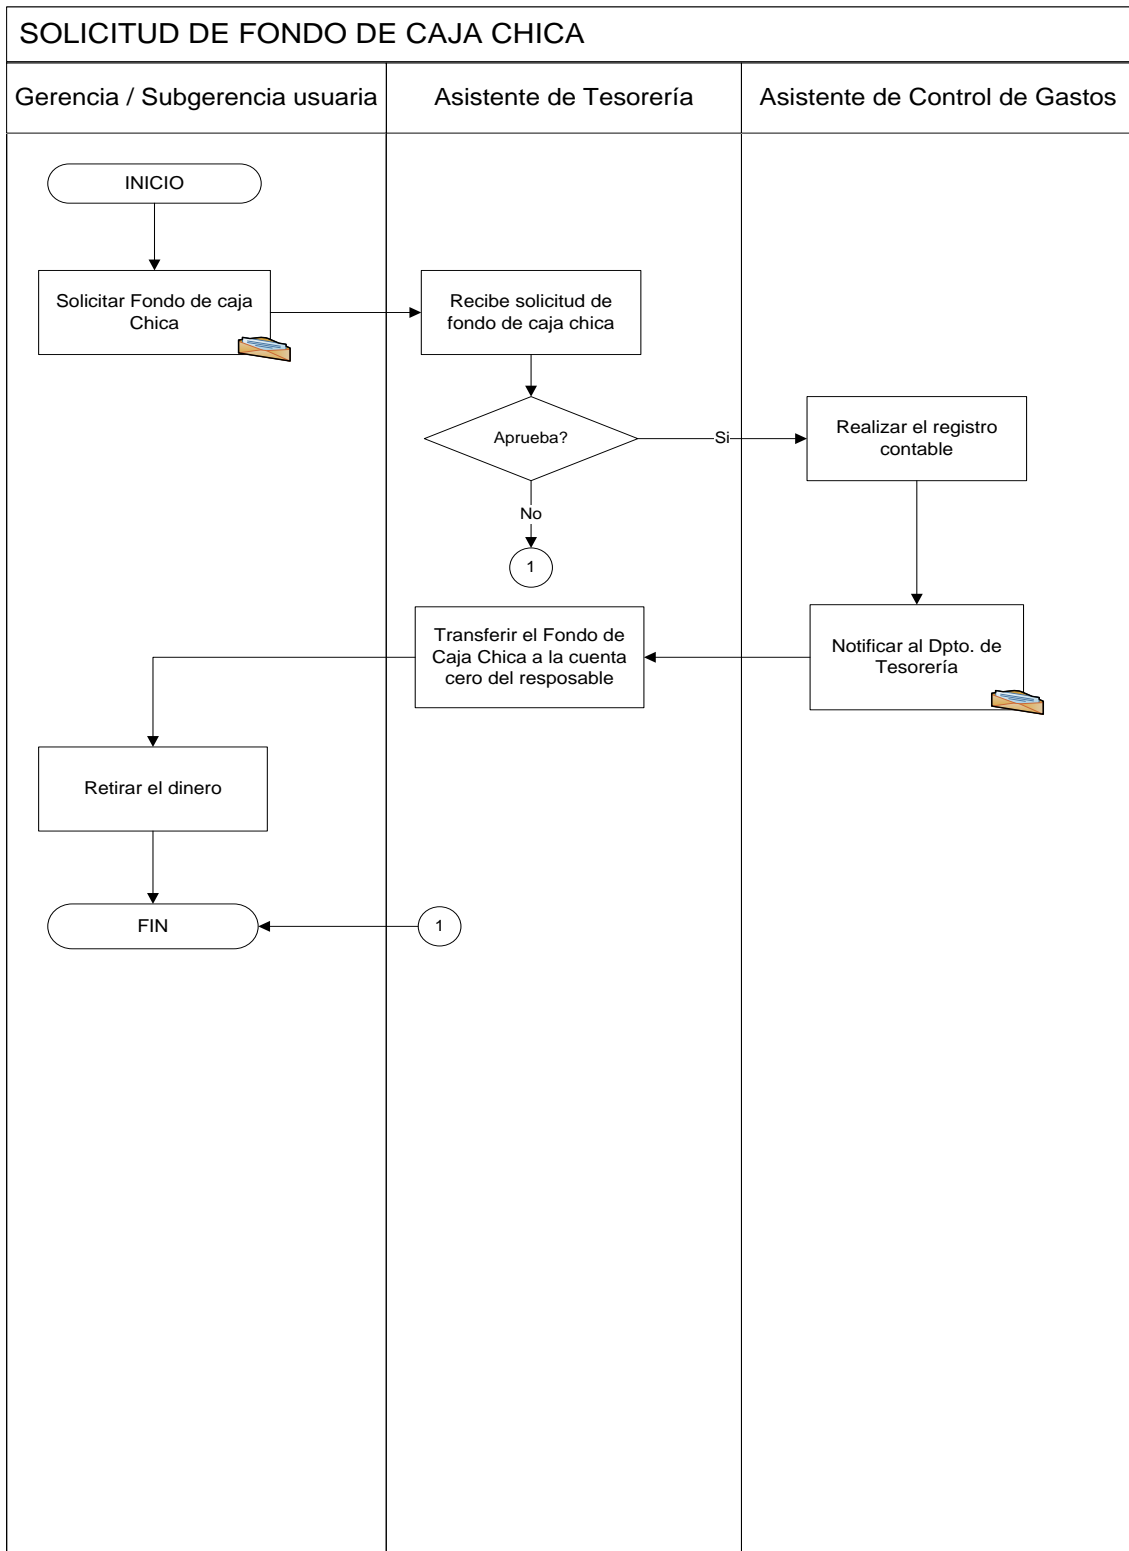 SOLICITUD DE FONDO DE CAJA CHICA
Gerencia / Subgerencia usuaria
Asistente de Tesorería
Asistente de Control de Gastos
INICIO
Solicitar Fondo de caja
Chica
Recibe solicitud de
fondo de caja chica
Aprueba?
Si
Realizar el registro
contable
No
1
Transferir el Fondo de
Caja Chica a la cuenta
cero del resposable
Notificar al Dpto. de
Tesorería
Retirar el dinero
FIN
1